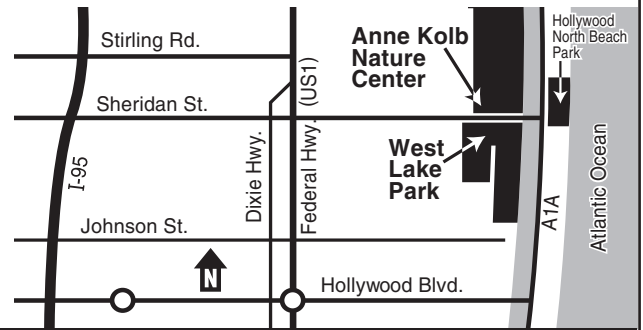 Stirling Rd.
Anne Kolb
Nature
Center
Hollywood
North Beach
Park
Sheridan St.
Federal Hwy. (US1)
Dixie Hwy.
I-95
West
Lake
Park
A1A
Atlantic Ocean
Johnson St.
N
Hollywood Blvd.